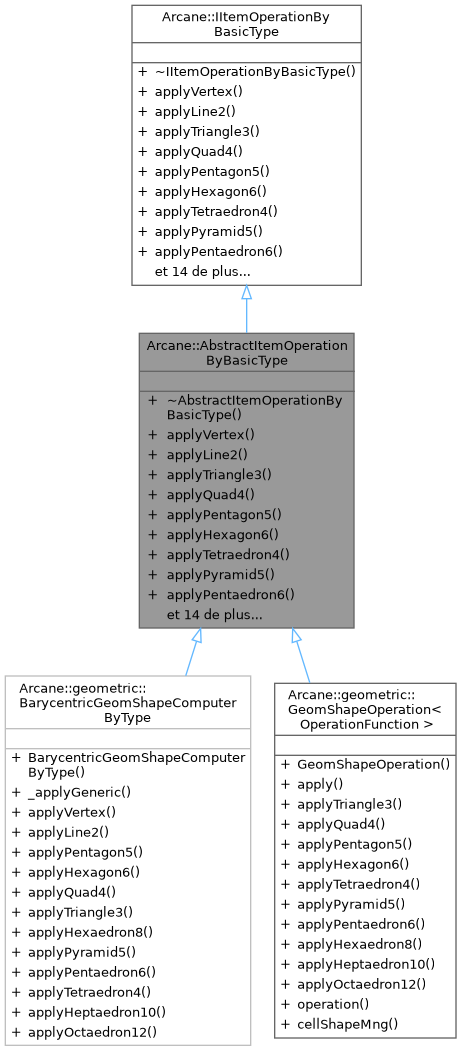 Arcane::IItemOperationBy
BasicType
+ ~IItemOperationByBasicType()
+ applyVertex()
+ applyLine2()
+ applyTriangle3()
+ applyQuad4()
+ applyPentagon5()
+ applyHexagon6()
+ applyTetraedron4()
+ applyPyramid5()
+ applyPentaedron6()
et 14 de plus...
Arcane::AbstractItemOperation
ByBasicType
+ ~AbstractItemOperationBy
BasicType()
+ applyVertex()
+ applyLine2()
+ applyTriangle3()
+ applyQuad4()
+ applyPentagon5()
+ applyHexagon6()
+ applyTetraedron4()
+ applyPyramid5()
+ applyPentaedron6()
et 14 de plus...
Arcane::geometric::
BarycentricGeomShapeComputer
ByType
+ BarycentricGeomShapeComputer
ByType()
+ _applyGeneric()
+ applyVertex()
+ applyLine2()
+ applyPentagon5()
+ applyHexagon6()
+ applyQuad4()
+ applyTriangle3()
+ applyHexaedron8()
+ applyPyramid5()
+ applyPentaedron6()
+ applyTetraedron4()
+ applyHeptaedron10()
+ applyOctaedron12()
Arcane::geometric::
GeomShapeOperation<
OperationFunction >
+ GeomShapeOperation()
+ apply()
+ applyTriangle3()
+ applyQuad4()
+ applyPentagon5()
+ applyHexagon6()
+ applyTetraedron4()
+ applyPyramid5()
+ applyPentaedron6()
+ applyHexaedron8()
+ applyHeptaedron10()
+ applyOctaedron12()
+ operation()
+ cellShapeMng()